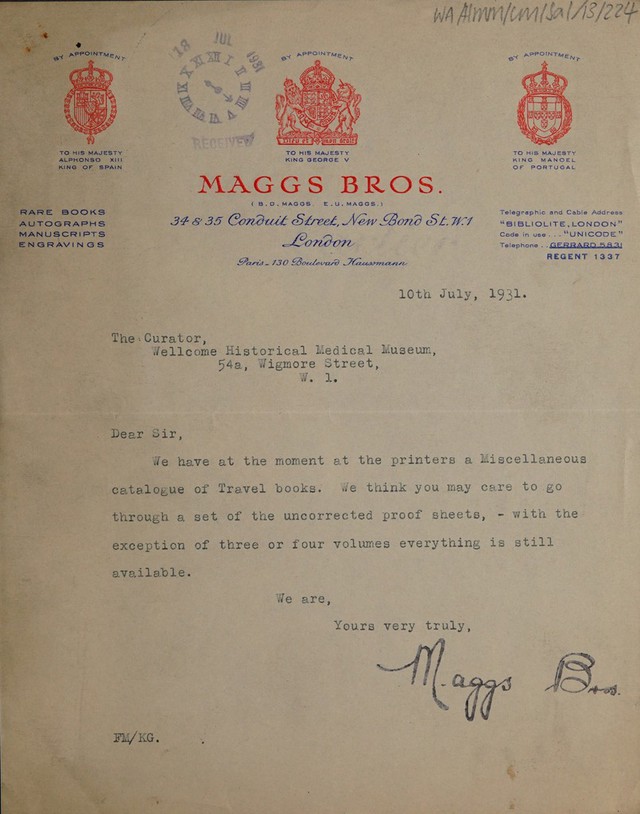 WA/HMM/CM/Sal/13/224
BY APPOINTMENT
TO HIS MAJESTY
ALPHONSO XIII
KING OF SPAIN
18 JUL 1931
RECEIVED
BY APPOINTMENT
TO HIS MAJESTY
KING GEORGE V
BY APPOINTMENT
TO HIS MAJESTY
KING MANOEL
OF PORTUGAL
MAGGS BROS.
(B.D. MAGGS. E.U. MAGGS.)
34 & 35 Conduit Street, New Bond St. W.1
London
Paris - 130 Boulevard Haussmann
RARE BOOKS
AUTOGRAPHS
MANUSCRIPTS
ENGRAVINGS
Telegraphic and Cable Address
"BIBLIOLITE, LONDON"
Code in use ... "UNICODE"
Telephone .. GERRARD 5831
REGENT 1337
10th July, 1931.
The Curator,
Wellcome Historical Medical Museum,
54a, Wigmore Street,
W. 1.
Dear Sir,
We have at the moment at the printers a Miscellaneous
catalogue of Travel books. We think you may care to go
through a set of the uncorrected proof sheets, - with the
exception of three or four volumes everything is still
available.
We are,
Yours very truly,
Maggs Bros.
FM/KG.